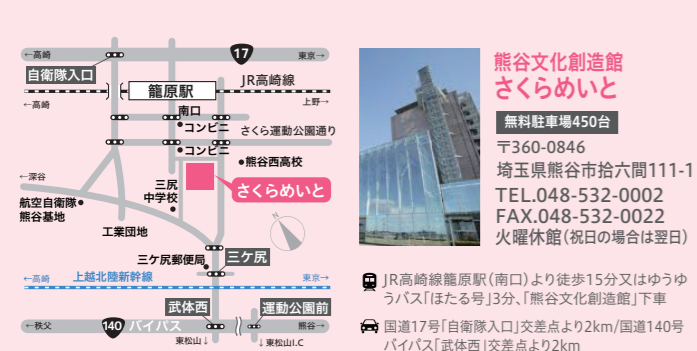 ←高崎
17
東京→
自衛隊入口
籠原駅
JR高崎線
←高崎
上野→
南口
コンビニ
さくら運動公園通り
コンビニ
熊谷西高校
←深谷
三尻
中学校
さくらめいと
航空自衛隊
熊谷基地
工業団地
N
三ケ尻郵便局
三ケ尻
←高崎
上越北陸新幹線
東京→
武体西
運動公園前
←秩父
140
バイパス
熊谷→
東松山↓
↓東松山I.C
熊谷文化創造館
さくらめいと
無料駐車場450台
〒360-0846
埼玉県熊谷市拾六間111-1
TEL.048-532-0002
FAX.048-532-0022
火曜休館(祝日の場合は翌日)
JR高崎線籠原駅(南口)より徒歩15分又はゆうゆ
うバス「ほたる号」3分、「熊谷文化創造館」下車
国道17号「自衛隊入口」交差点より2km/国道140号
バイパス「武体西」交差点より2km